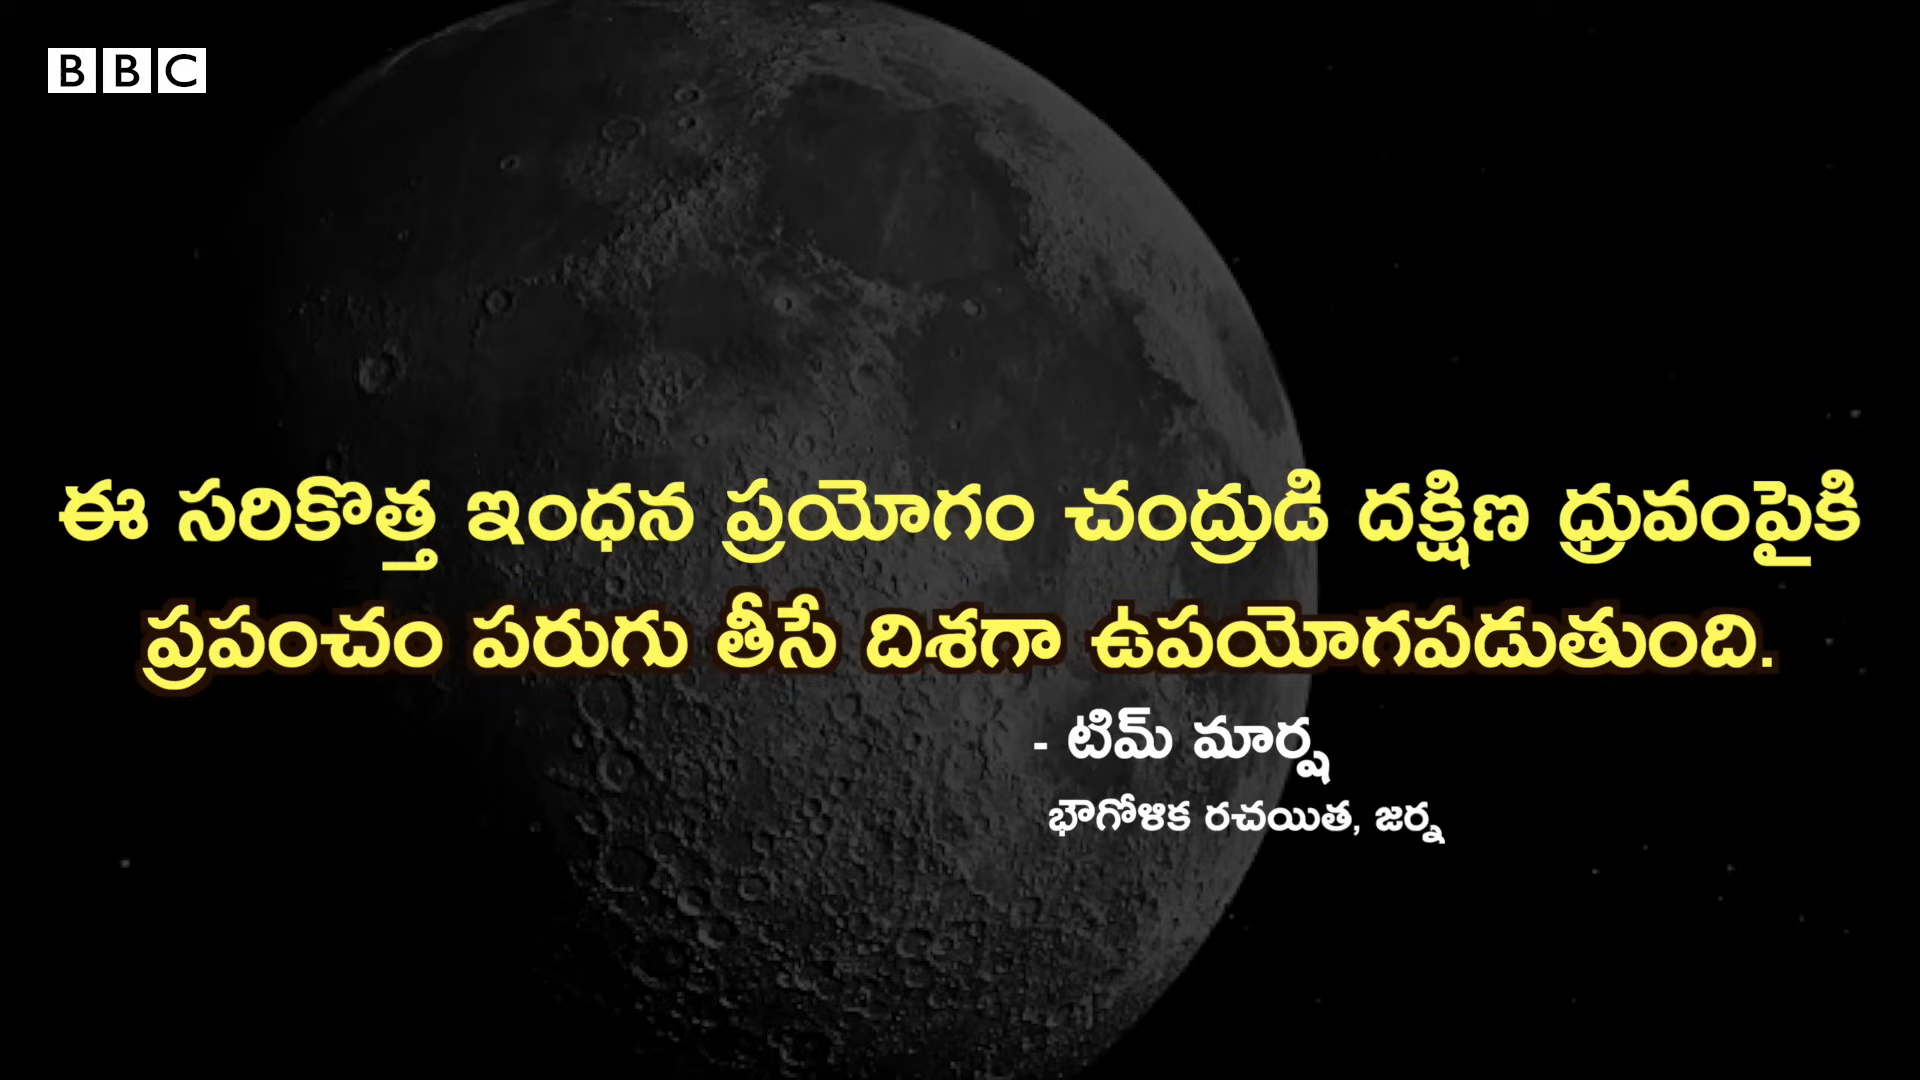 BBC
ఈ సరికొత్త ఇంధన ప్రయోగం చంద్రుడి దక్షిణ ధ్రువంపైకి
ప్రపంచం పరుగు తీసే దిశగా ఉపయోగపడుతుంది.
- టిమ్ మార్ష
భౌగోళిక రచయిత, జర్న